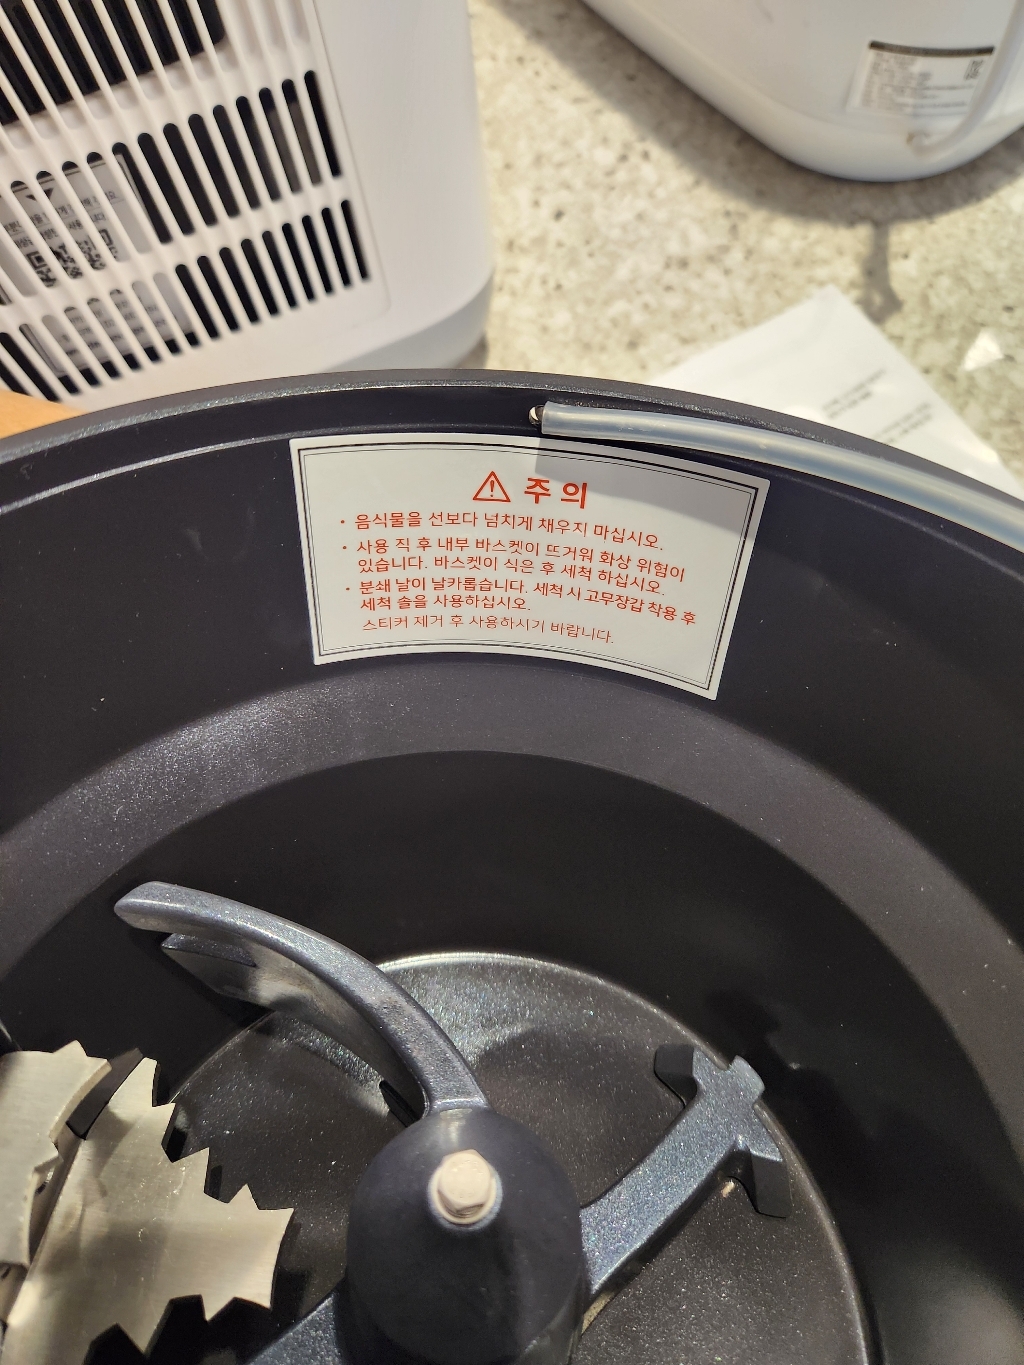 주의
• 음식물을 선보다 넘치게 채우지 마십시오.
• 사용 직 후 내부 바스켓이 뜨거워 화상 위험이
있습니다. 바스켓이 식은 후 세척 하십시오.
• 분쇄 날이 날카롭습니다. 세척 시 고무장갑 착용 후
세척 솔을 사용하십시오.
스티커 제거 후 사용하시기 바랍니다.